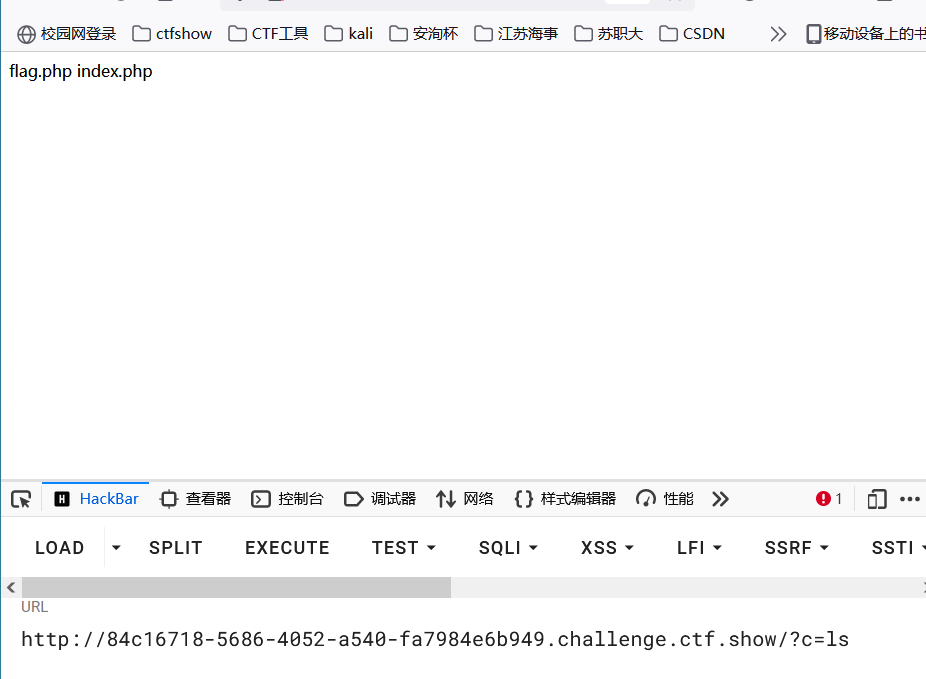 校园网登录 ctfshow CTF工具 kali 安洵杯 江苏海事 苏职大 CSDN 移动设备上的书
flag.php index.php
HackBar 查看器 控制台 调试器 网络 样式编辑器 性能 1
LOAD SPLIT EXECUTE TEST SQLI XSS LFI SSRF SSTI
URL
http://84c16718-5686-4052-a540-fa7984e6b949.challenge.ctf.show/?c=ls